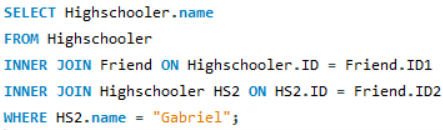 SELECT Highschooler.name
FROM Highschooler
INNER JOIN Friend ON Highschooler.ID = Friend.ID1
INNER JOIN Highschooler HS2 ON HS2.ID = Friend.ID2
WHERE HS2.name = "Gabriel";